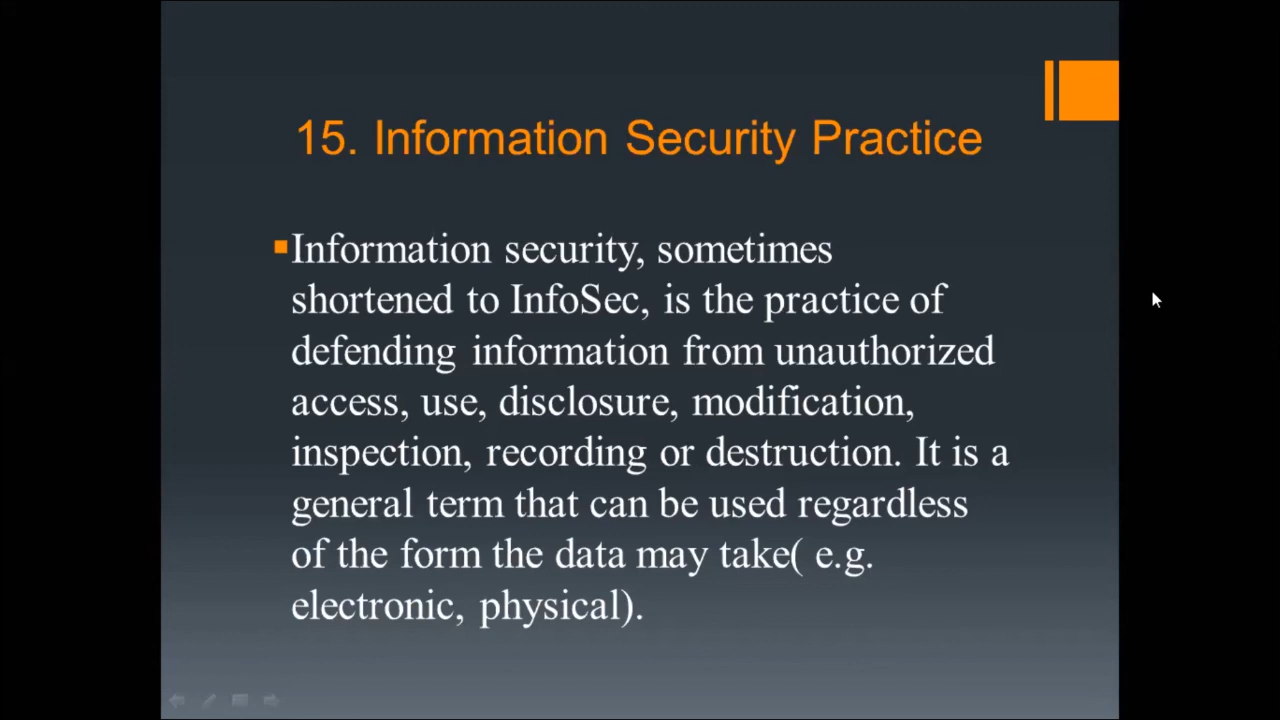 15. Information Security Practice
Information security, sometimes
shortened to InfoSec, is the practice of
defending information from unauthorized
access, use, disclosure, modification,
inspection, recording or destruction. It is a
general term that can be used regardless
of the form the data may take( e.g.
electronic, physical).